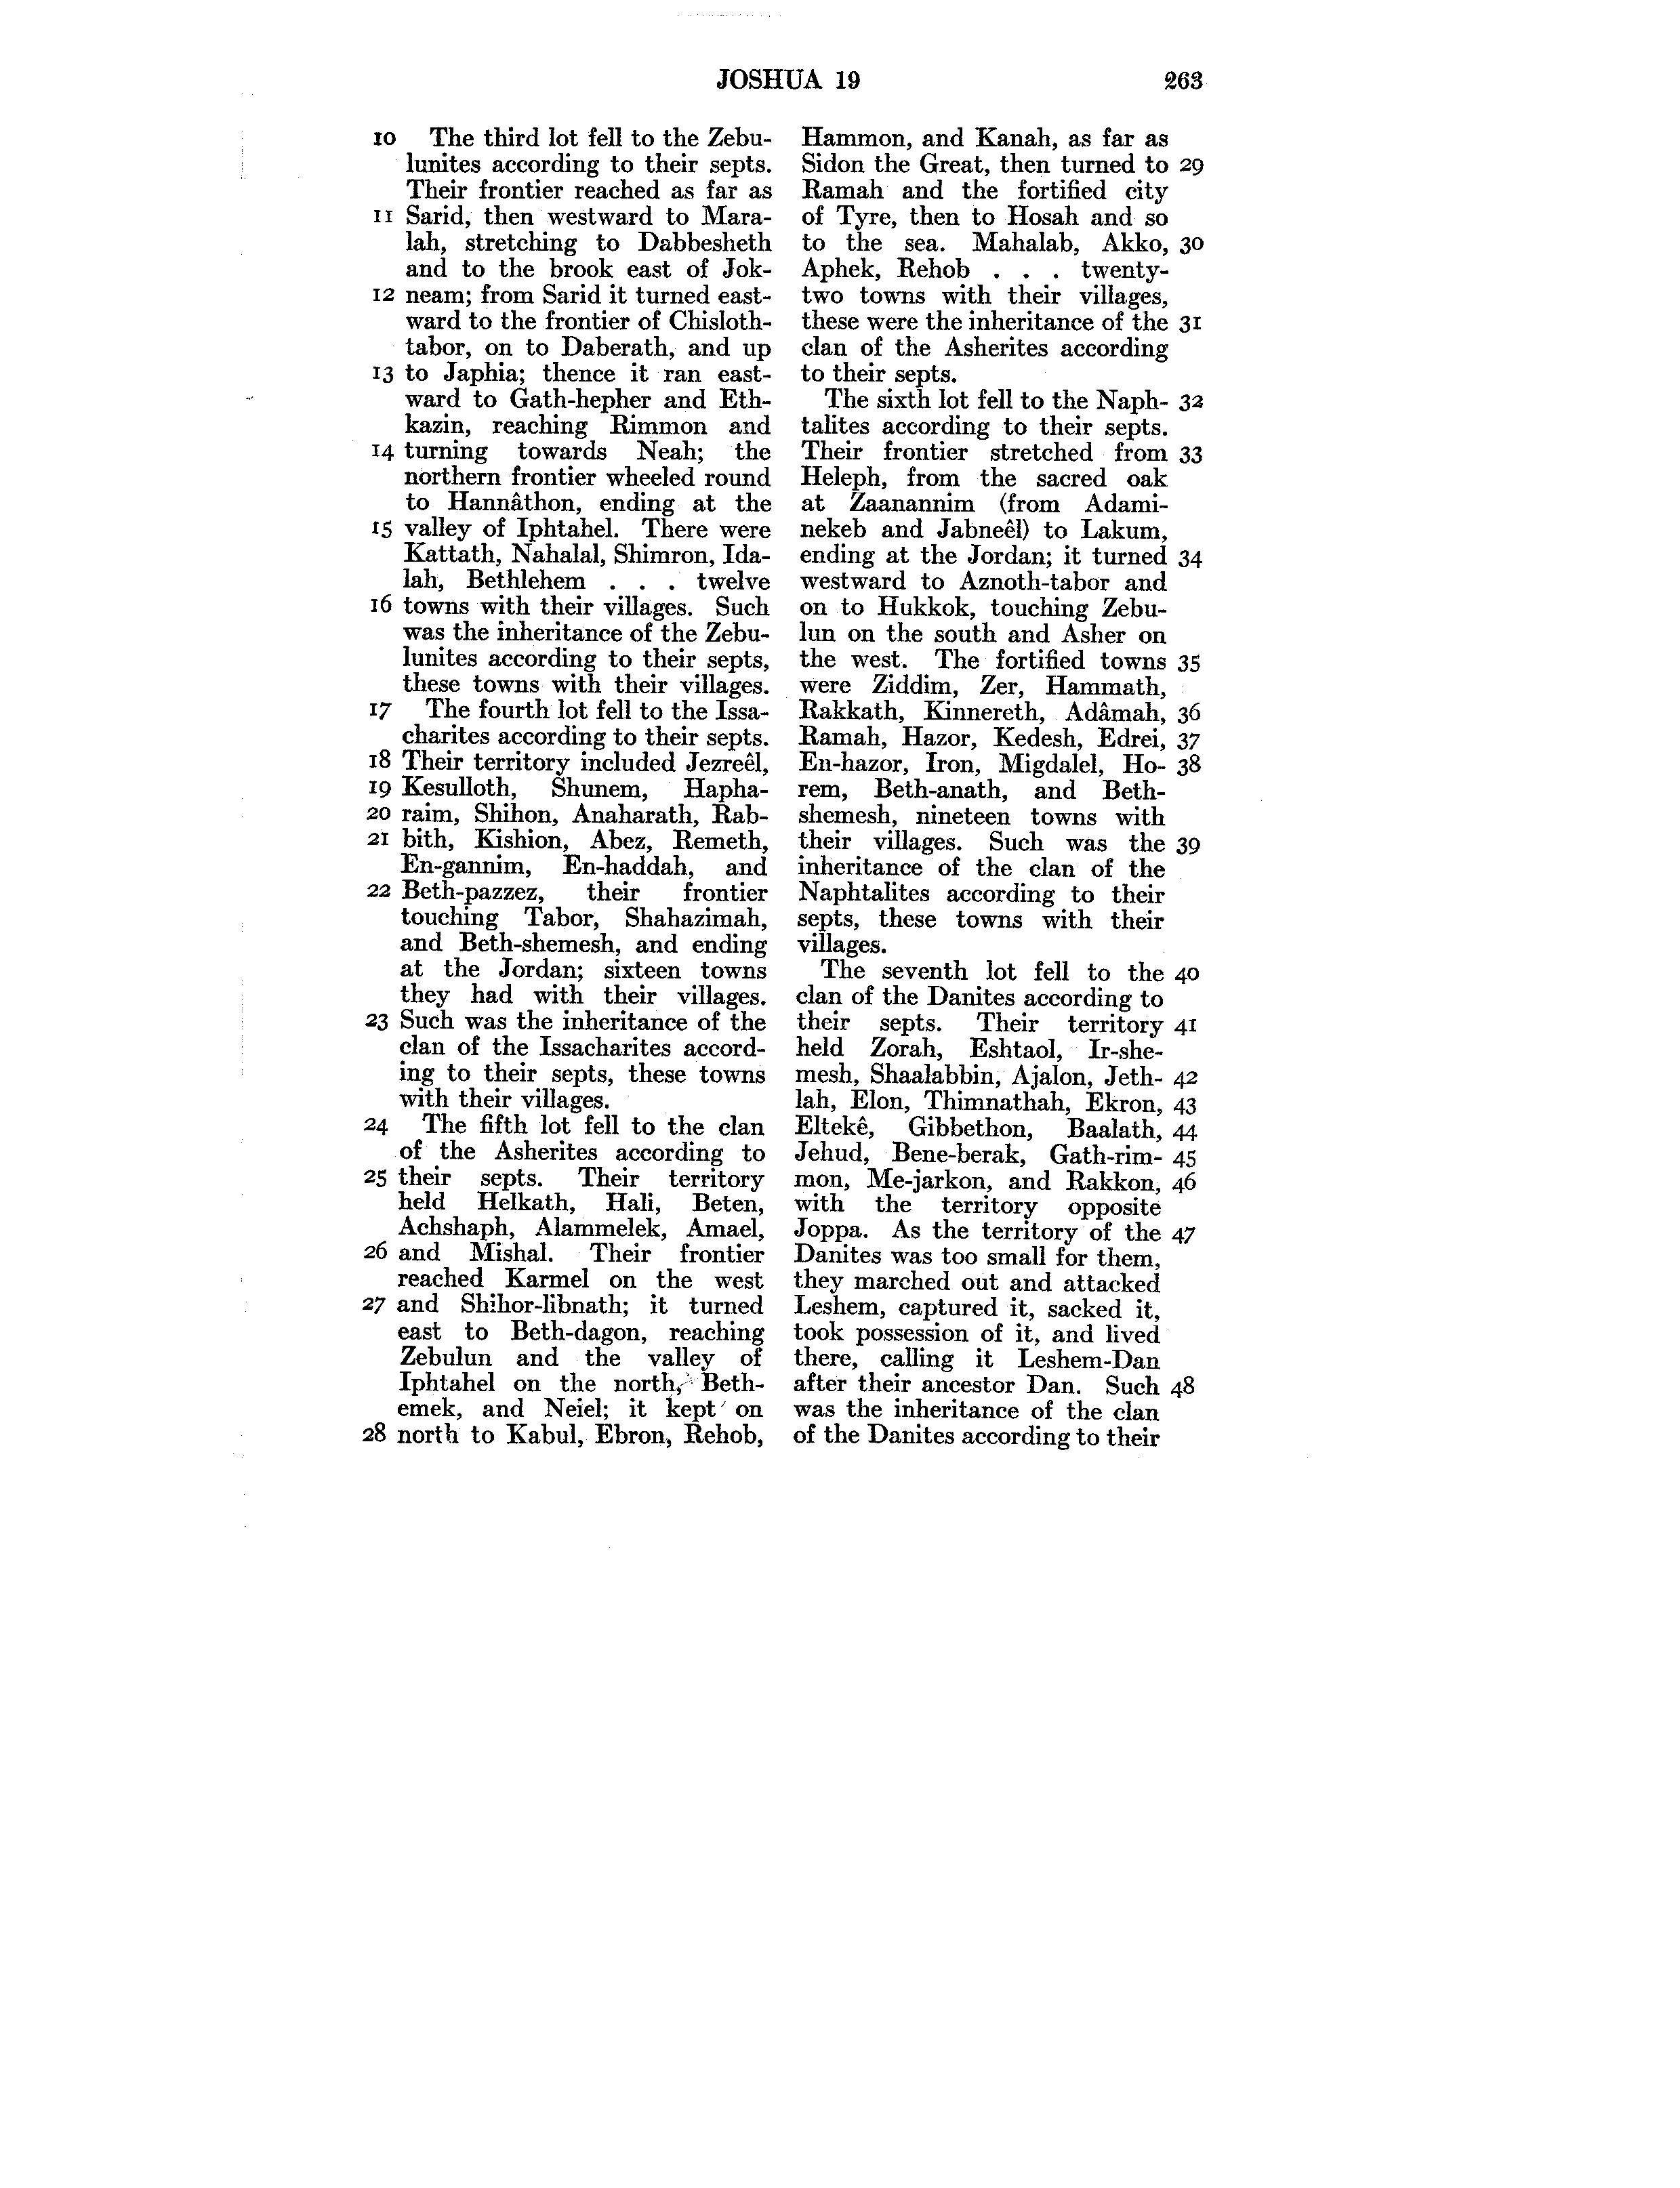 JOSHUA 19 263
10 The third lot fell to the Zebu-
lunites according to their septs.
Their frontier reached as far as
11 Sarid, then westward to Mara-
lah, stretching to Dabbesheth
and to the brook east of Jok-
12 neam; from Sarid it turned east-
ward to the frontier of Chisloth-
tabor, on to Daberath, and up
13 to Japhia; thence it ran east-
ward to Gath-hepher and Eth-
kazin, reaching Rimmon and
14 turning towards Neah; the
northern frontier wheeled round
to Hannâthon, ending at the
15 valley of Iphtahel. There were
Kattath, Nahalal, Shimron, Ida-
lah, Bethlehem . . . twelve
16 towns with their villages. Such
was the inheritance of the Zebu-
lunites according to their septs,
these towns with their villages.
17 The fourth lot fell to the Issa-
charites according to their septs.
18 Their territory included Jezreêl,
19 Kesulloth, Shunem, Hapha-
20 raim, Shihon, Anaharath, Rab-
21 bith, Kishion, Abez, Remeth,
En-gannim, En-haddah, and
22 Beth-pazzez, their frontier
touching Tabor, Shahazimah,
and Beth-shemesh, and ending
at the Jordan; sixteen towns
they had with their villages.
23 Such was the inheritance of the
clan of the Issacharites accord-
ing to their septs, these towns
with their villages.
24 The fifth lot fell to the clan
of the Asherites according to
25 their septs. Their territory
held Helkath, Hali, Beten,
Achshaph, Alammelek, Amael,
26 and Mishal. Their frontier
reached Karmel on the west
27 and Shihor-libnath; it turned
east to Beth-dagon, reaching
Zebulun and the valley of
Iphtahel on the north, Beth-
emek, and Neiel; it kept on
28 north to Kabul, Ebron, Rehob,
Hammon, and Kanah, as far as
Sidon the Great, then turned to 29
Ramah and the fortified city
of Tyre, then to Hosah and so
to the sea. Mahalab, Akko, 30
Aphek, Rehob . . . twenty-
two towns with their villages,
these were the inheritance of the 31
clan of the Asherites according
to their septs.
The sixth lot fell to the Naph- 32
talites according to their septs.
Their frontier stretched from 33
Heleph, from the sacred oak
at Zaanannim (from Adami-
nekeb and Jabneêl) to Lakum,
ending at the Jordan; it turned 34
westward to Aznoth-tabor and
on to Hukkok, touching Zebu-
lun on the south and Asher on
the west. The fortified towns 35
were Ziddim, Zer, Hammath,
Rakkath, Kinnereth, Adâmah, 36
Ramah, Hazor, Kedesh, Edrei, 37
En-hazor, Iron, Migdalel, Ho- 38
rem, Beth-anath, and Beth-
shemesh, nineteen towns with
their villages. Such was the 39
inheritance of the clan of the
Naphtalites according to their
septs, these towns with their
villages.
The seventh lot fell to the 40
clan of the Danites according to
their septs. Their territory 41
held Zorah, Eshtaol, Ir-she-
mesh, Shaalabbin, Ajalon, Jeth- 42
lah, Elon, Thimnathah, Ekron, 43
Eltekê, Gibbethon, Baalath, 44
Jehud, Bene-berak, Gath-rim- 45
mon, Me-jarkon, and Rakkon, 46
with the territory opposite
Joppa. As the territory of the 47
Danites was too small for them,
they marched out and attacked
Leshem, captured it, sacked it,
took possession of it, and lived
there, calling it Leshem-Dan
after their ancestor Dan. Such 48
was the inheritance of the clan
of the Danites according to their